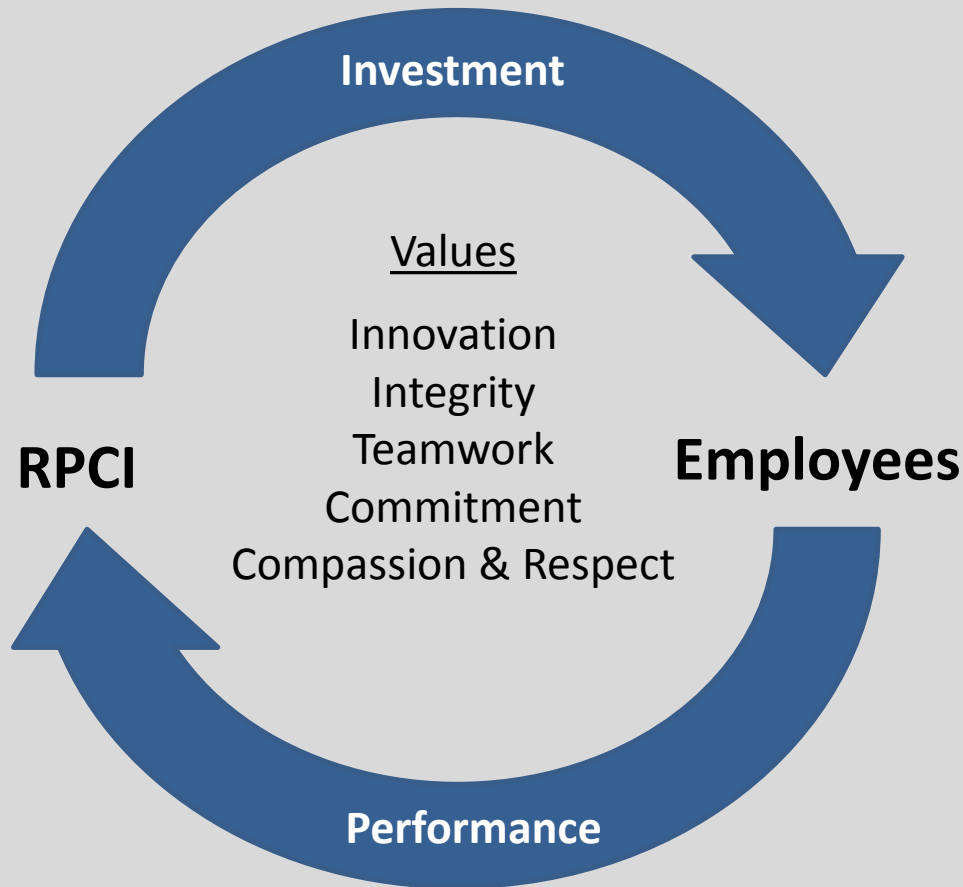 Investment
Values
Innovation
Integrity
Teamwork
Commitment
Compassion & Respect
RPCI
Employees
Performance